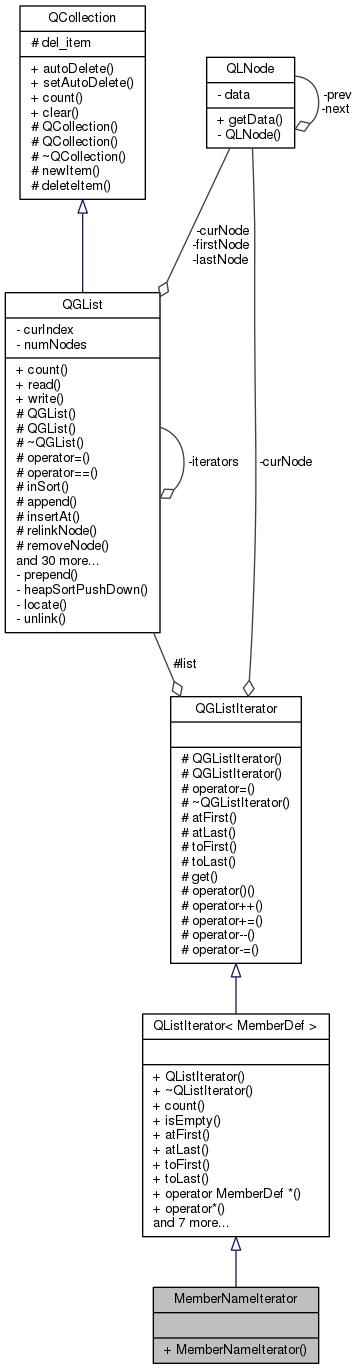 QCollection
# del_item
+ autoDelete()
+ setAutoDelete()
+ count()
+ clear()
# QCollection()
# QCollection()
# ~QCollection()
# newItem()
# deleteItem()
QLNode
- data
+ getData()
- QLNode()
-prev
-next
-curNode
-firstNode
-lastNode
QGList
- curIndex
- numNodes
+ count()
+ read()
+ write()
# QGList()
# QGList()
# ~QGList()
# operator=()
# operator==()
# inSort()
# append()
# insertAt()
# relinkNode()
# removeNode()
and 30 more...
- prepend()
- heapSortPushDown()
- locate()
- unlink()
-iterators
-curNode
#list
QGListIterator
# QGListIterator()
# QGListIterator()
# operator=()
# ~QGListIterator()
# atFirst()
# atLast()
# toFirst()
# toLast()
# get()
# operator()()
# operator++()
# operator+=()
# operator--()
# operator-=()
QListIterator< MemberDef >
+ QListIterator()
+ ~QListIterator()
+ count()
+ isEmpty()
+ atFirst()
+ atLast()
+ toFirst()
+ toLast()
+ operator MemberDef *()
+ operator*()
and 7 more...
MemberNameIterator
+ MemberNameIterator()